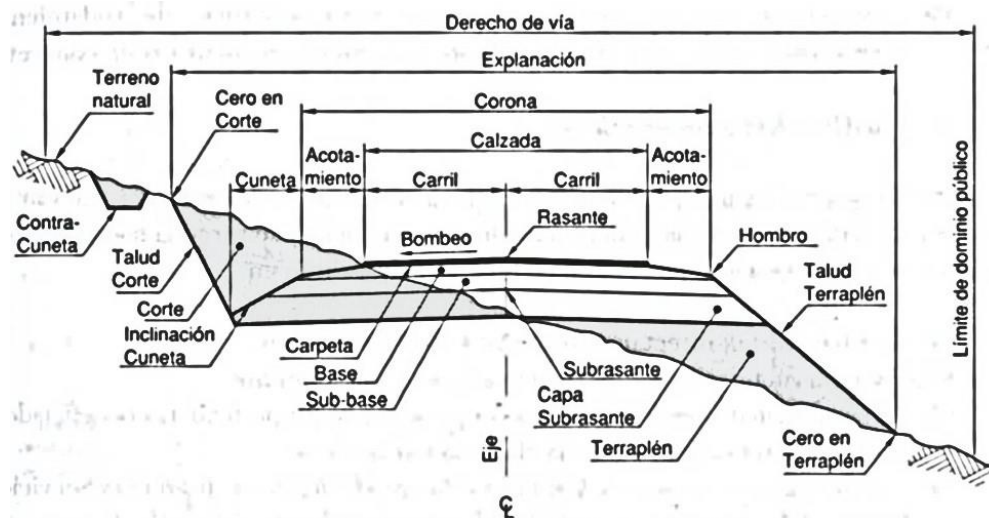 Derecho de vía
Explanación
Terreno
natural
Cero en
Corte
Corona
Calzada
Acota-
miento
Acota-
miento
Cuneta
Carril
Carril
Límite de dominio público
Contra-
Cuneta
Bombeo
Rasante
Hombro
Talud
Corte
Talud
Terraplén
Corte
Inclinación
Cuneta
Carpeta
Base
Sub-base
Subrasante
Capa
Subrasante
Terraplén
Cero en
Terraplén
Eje